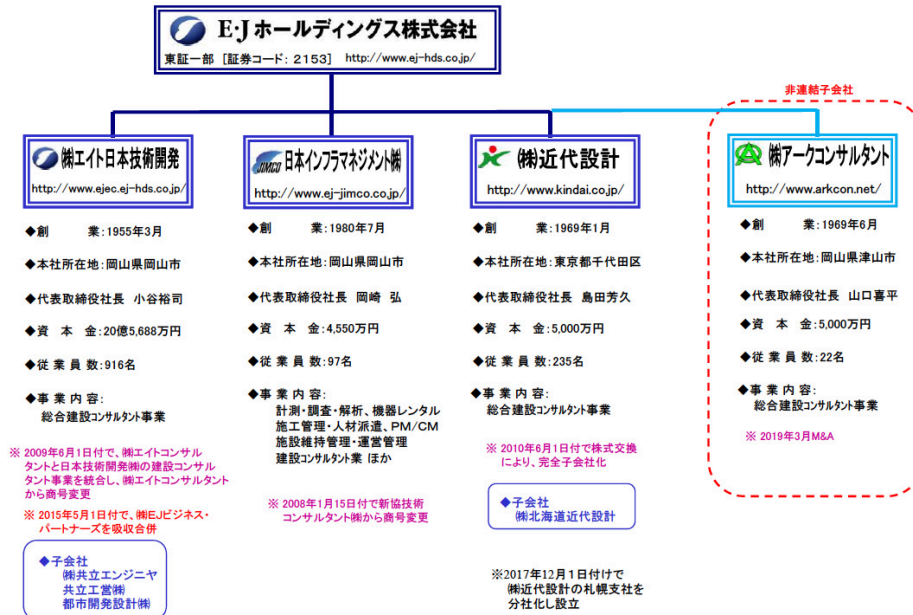 E・Jホールディングス株式会社
東証一部 [証券コード: 2153] http://www.ej-hds.co.jp/
非連結子会社
㈱エイト日本技術開発
http://www.ejec.ej-hds.co.jp/
◆創 業:1955年3月
◆本社所在地:岡山県岡山市
◆代表取締役社長 小谷裕司
◆資 本 金:20億5,688万円
◆従 業 員 数:916名
◆事 業 内 容:
総合建設コンサルタント事業
※ 2009年6月1日付で、㈱エイトコンサル
タントと日本技術開発㈱の建設コンサル
タント事業を統合し、㈱エイトコンサルタント
から商号変更
※ 2015年5月1日付で、㈱EJビジネス・
パートナーズを吸収合併
◆子会社
㈱共立エンジニヤ
共立工営㈱
都市開発設計㈱
JIMCO 日本インフラマネジメント㈱
http://www.ej-jimco.co.jp/
◆創 業:1980年7月
◆本社所在地:岡山県岡山市
◆代表取締役社長 岡崎 弘
◆資 本 金:4,550万円
◆従 業 員 数:97名
◆事 業 内 容:
計測・調査・解析、機器レンタル
施工管理・人材派遣、PM/CM
施設維持管理・運営管理
建設コンサルタント業 ほか
※ 2008年1月15日付で新協技術
コンサルタント㈱から商号変更
㈱近代設計
http://www.kindai.co.jp/
◆創 業:1969年1月
◆本社所在地:東京都千代田区
◆代表取締役社長 島田芳久
◆資 本 金:5,000万円
◆従 業 員 数:235名
◆事 業 内 容:
総合建設コンサルタント事業
※ 2010年6月1日付で株式交換
により、完全子会社化
◆子会社
㈱北海道近代設計
※2017年12月1日付けで
㈱近代設計の札幌支社を
分社化し設立
㈱アークコンサルタント
http://www.arkcon.net/
◆創 業:1969年6月
◆本社所在地:岡山県津山市
◆代表取締役社長 山口喜平
◆資 本 金:5,000万円
◆従 業 員 数:22名
◆事 業 内 容:
総合建設コンサルタント事業
※ 2019年3月M&A